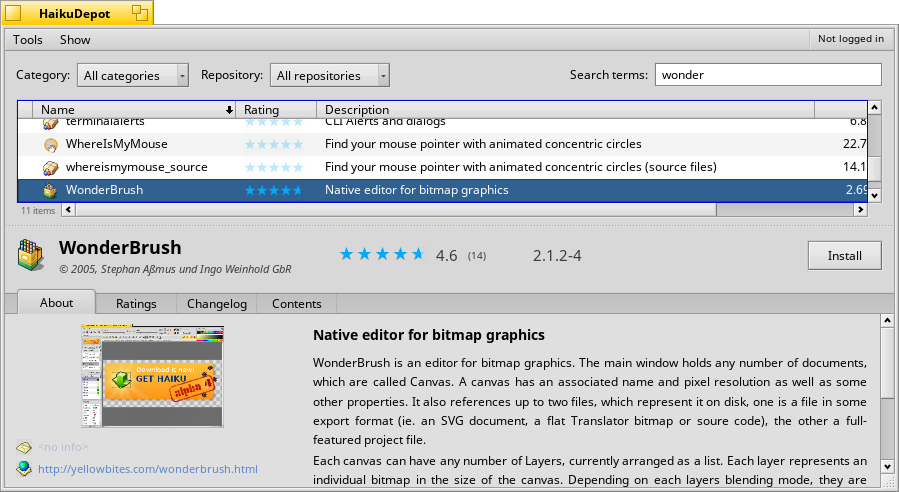 HaikuDepot
Tools Show Not logged in
Category: All categories Repository: All repositories Search terms: wonder
Name Rating Description
terminalalerts CLI Alerts and dialogs 6.8
WhereIsMyMouse Find your mouse pointer with animated concentric circles 22.7
whereismymouse_source Find your mouse pointer with animated concentric circles (source files) 14.1
WonderBrush Native editor for bitmap graphics 2.69
11 items
WonderBrush 4.6 (14) 2.1.2-4 Install
© 2005, Stephan Aßmus und Ingo Weinhold GbR
About Ratings Changelog Contents
Download it now!
GET HAIKU
alpha 4
<no info>
http://yellowbites.com/wonderbrush.html
Native editor for bitmap graphics
WonderBrush is an editor for bitmap graphics. The main window holds any number of documents,
which are called Canvas. A canvas has an associated name and pixel resolution as well as some
other properties. It also references up to two files, which represent it on disk, one is a file in some
export format (ie. an SVG document, a flat Translator bitmap or soure code), the other a full-
featured project file.
Each canvas can have any number of Layers, currently arranged as a list. Each layer represents an
individual bitmap in the size of the canvas. Depending on each layers blending mode, they are